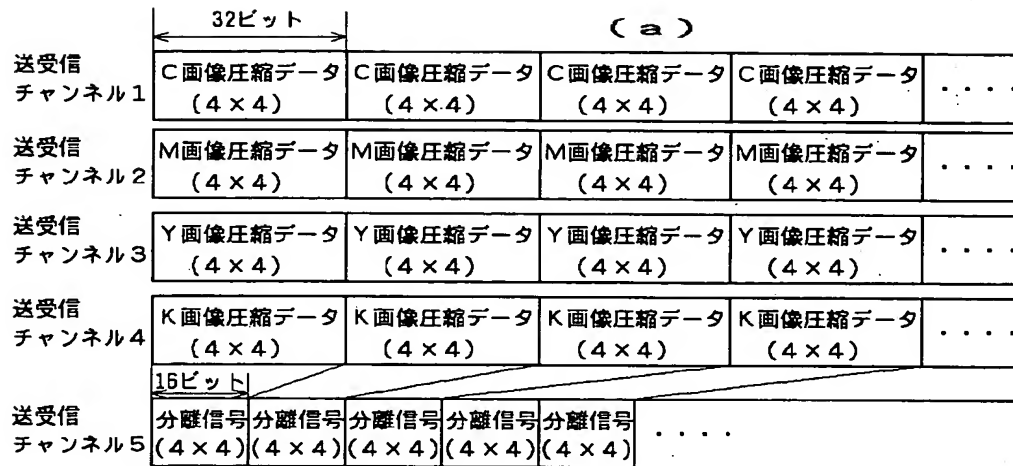 32ビット
(a)
送受信
チャンネル1
C画像圧縮データ C画像圧縮データ C画像圧縮データ C画像圧縮データ
(4×4) (4×4) (4×4) (4×4) ・・・・
送受信
チャンネル2
M画像圧縮データ M画像圧縮データ M画像圧縮データ M画像圧縮データ
(4×4) (4×4) (4×4) (4×4) ・・・・
送受信
チャンネル3
Y画像圧縮データ Y画像圧縮データ Y画像圧縮データ Y画像圧縮データ
(4×4) (4×4) (4×4) (4×4) ・・・・
送受信
チャンネル4
K画像圧縮データ K画像圧縮データ K画像圧縮データ K画像圧縮データ
(4×4) (4×4) (4×4) (4×4) ・・・・
16ビット
送受信
チャンネル5
分離信号 分離信号 分離信号 分離信号 分離信号
(4×4) (4×4) (4×4) (4×4) (4×4) ・・・・